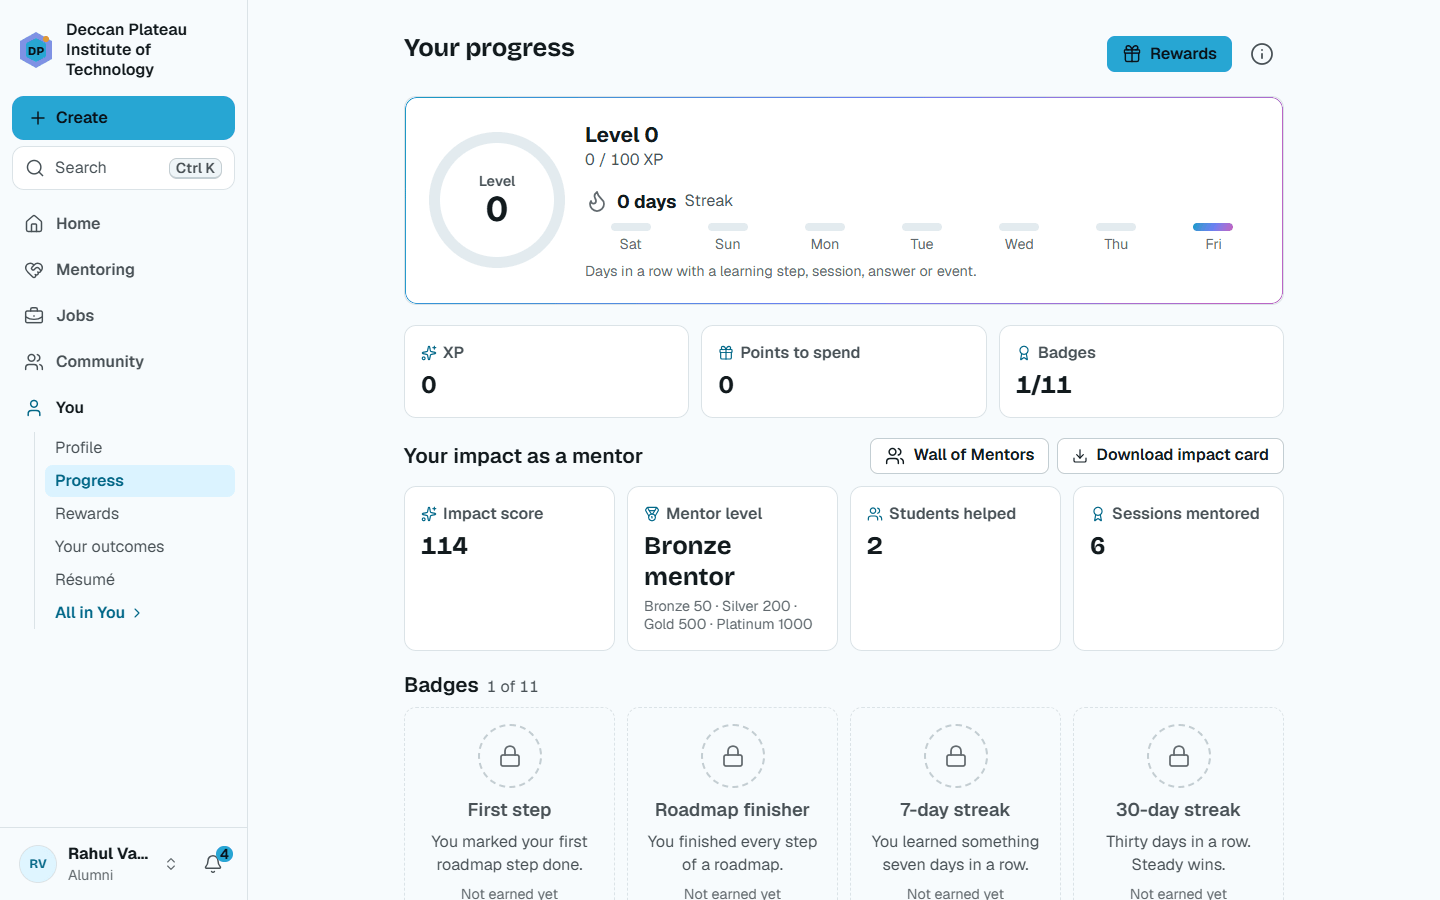 DP
Deccan Plateau
Institute of
Technology
Create
Search
Ctrl K
Home
Mentoring
Jobs
Community
You
Profile
Progress
Rewards
Your outcomes
Résumé
All in You
RV
Rahul Va...
Alumni
4
Your progress
Rewards
Level
0
Level 0
0 / 100 XP
0 days Streak
Sat Sun Mon Tue Wed Thu Fri
Days in a row with a learning step, session, answer or event.
XP
0
Points to spend
0
Badges
1/11
Your impact as a mentor
Wall of Mentors
Download impact card
Impact score
114
Mentor level
Bronze
mentor
Bronze 50 · Silver 200 ·
Gold 500 · Platinum 1000
Students helped
2
Sessions mentored
6
Badges 1 of 11
First step
You marked your first
roadmap step done.
Not earned yet
Roadmap finisher
You finished every step
of a roadmap.
Not earned yet
7-day streak
You learned something
seven days in a row.
Not earned yet
30-day streak
Thirty days in a row.
Steady wins.
Not earned yet